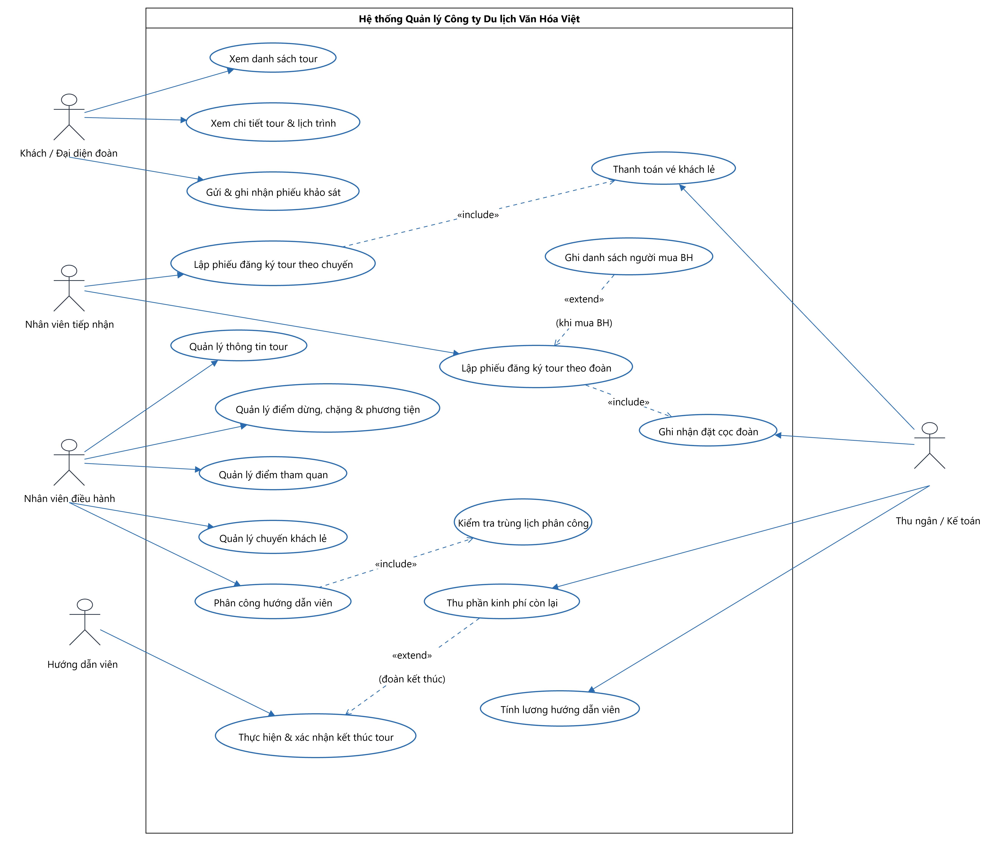 Hệ thống Quản lý Công ty Du lịch Văn Hóa Việt
Xem danh sách tour
Xem chi tiết tour & lịch trình
Khách / Đại diện đoàn
Thanh toán vé khách lẻ
Gửi & ghi nhận phiếu khảo sát
«include»
Ghi danh sách người mua BH
Lập phiếu đăng ký tour theo chuyến
«extend»
(khi mua BH)
Nhân viên tiếp nhận
Quản lý thông tin tour
Lập phiếu đăng ký tour theo đoàn
«include»
Quản lý điểm dừng, chặng & phương tiện
Ghi nhận đặt cọc đoàn
Quản lý điểm tham quan
Nhân viên điều hành
Thu ngân / Kế toán
Kiểm tra trùng lịch phân công
Quản lý chuyến khách lẻ
«include»
Phân công hướng dẫn viên
Thu phần kinh phí còn lại
«extend»
(đoàn kết thúc)
Hướng dẫn viên
Tính lương hướng dẫn viên
Thực hiện & xác nhận kết thúc tour